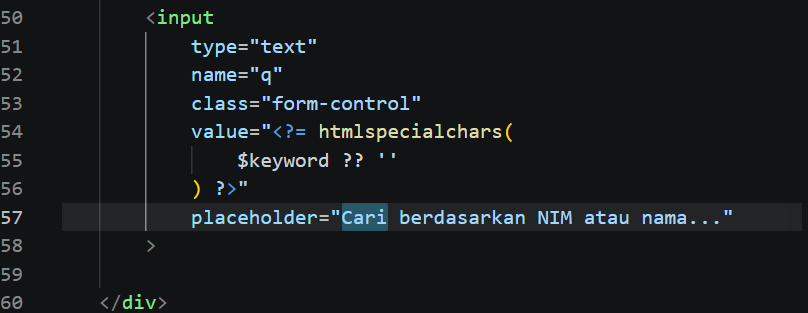 50 <input
51 type="text"
52 name="q"
53 class="form-control"
54 value="<?= htmlspecialchars(
55 $keyword ?? ''
56 ) ?>"
57 placeholder="Cari berdasarkan NIM atau nama..."
58 >
59
60 </div>